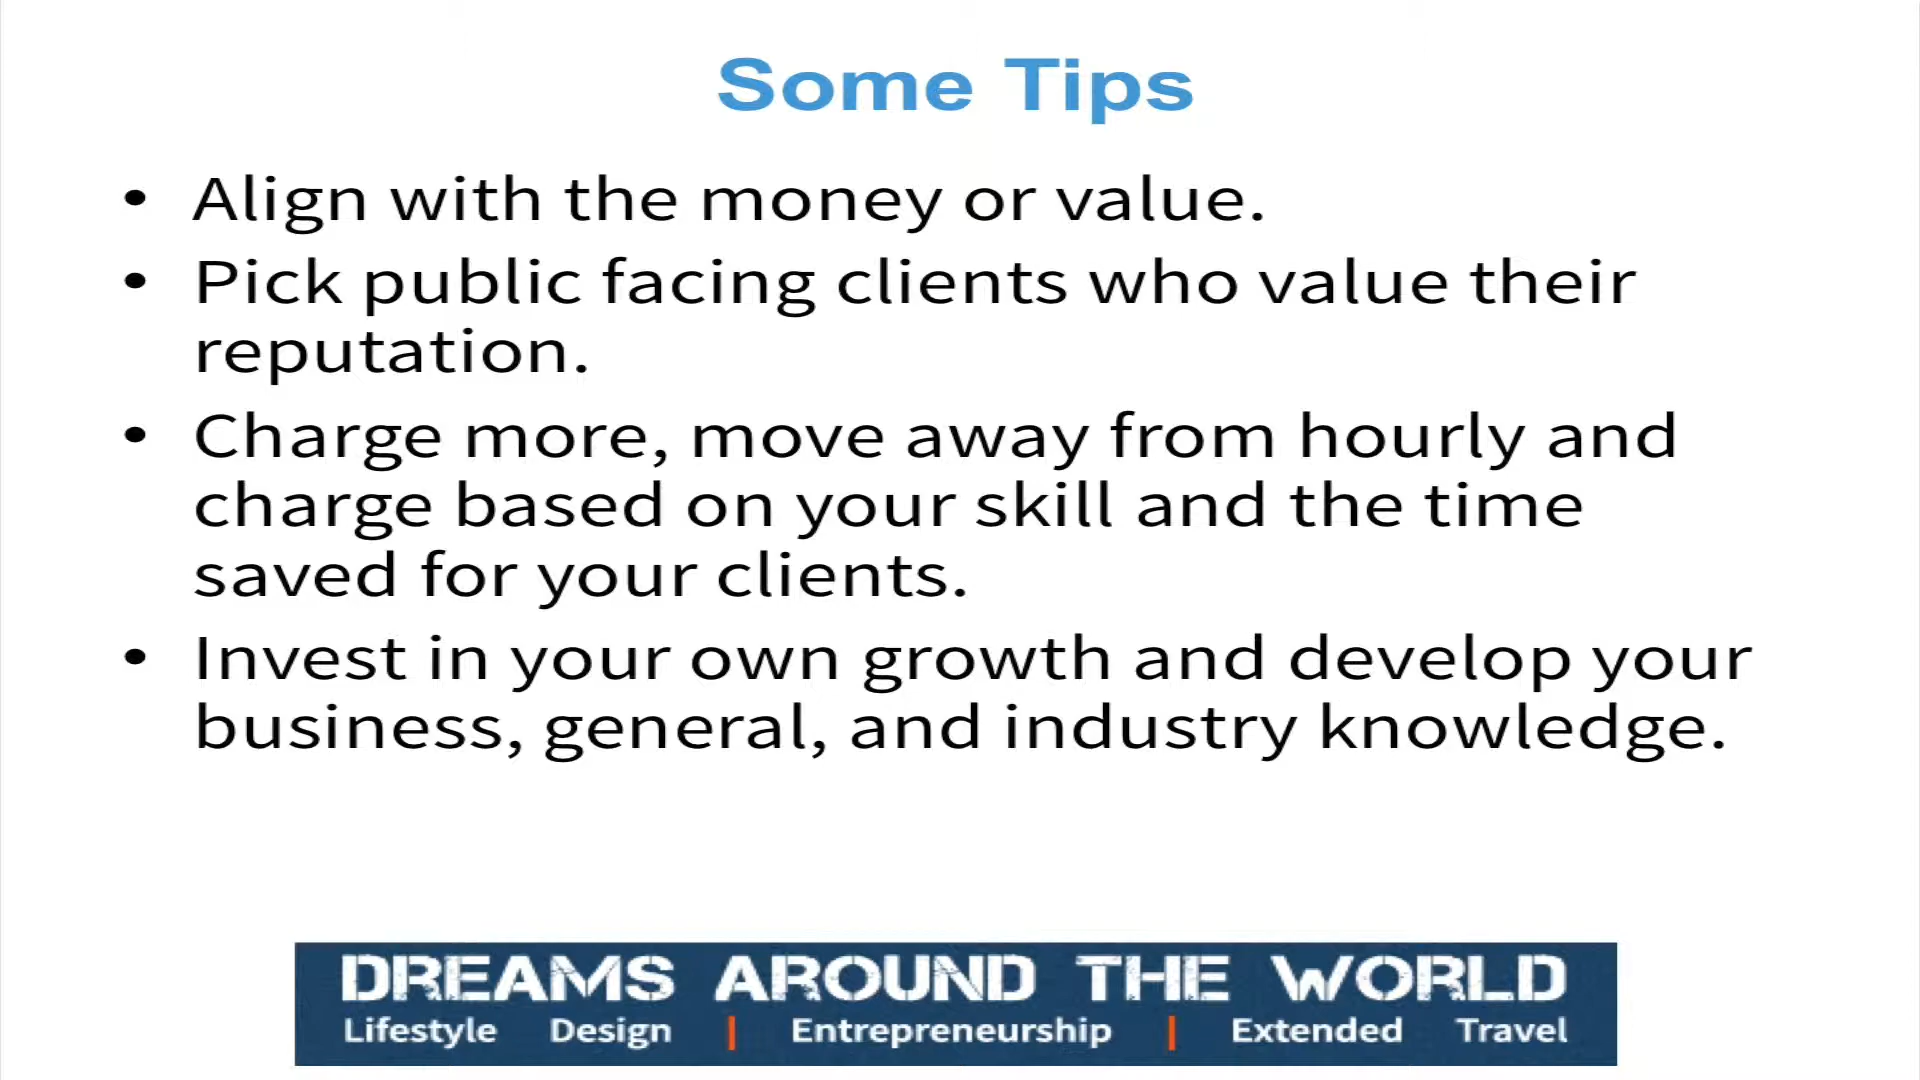 Some Tips
• Align with the money or value.
• Pick public facing clients who value their
reputation.
• Charge more, move away from hourly and
charge based on your skill and the time
saved for your clients.
• Invest in your own growth and develop your
business, general, and industry knowledge.
DREAMS AROUND THE WORLD
Lifestyle Design | Entrepreneurship | Extended Travel